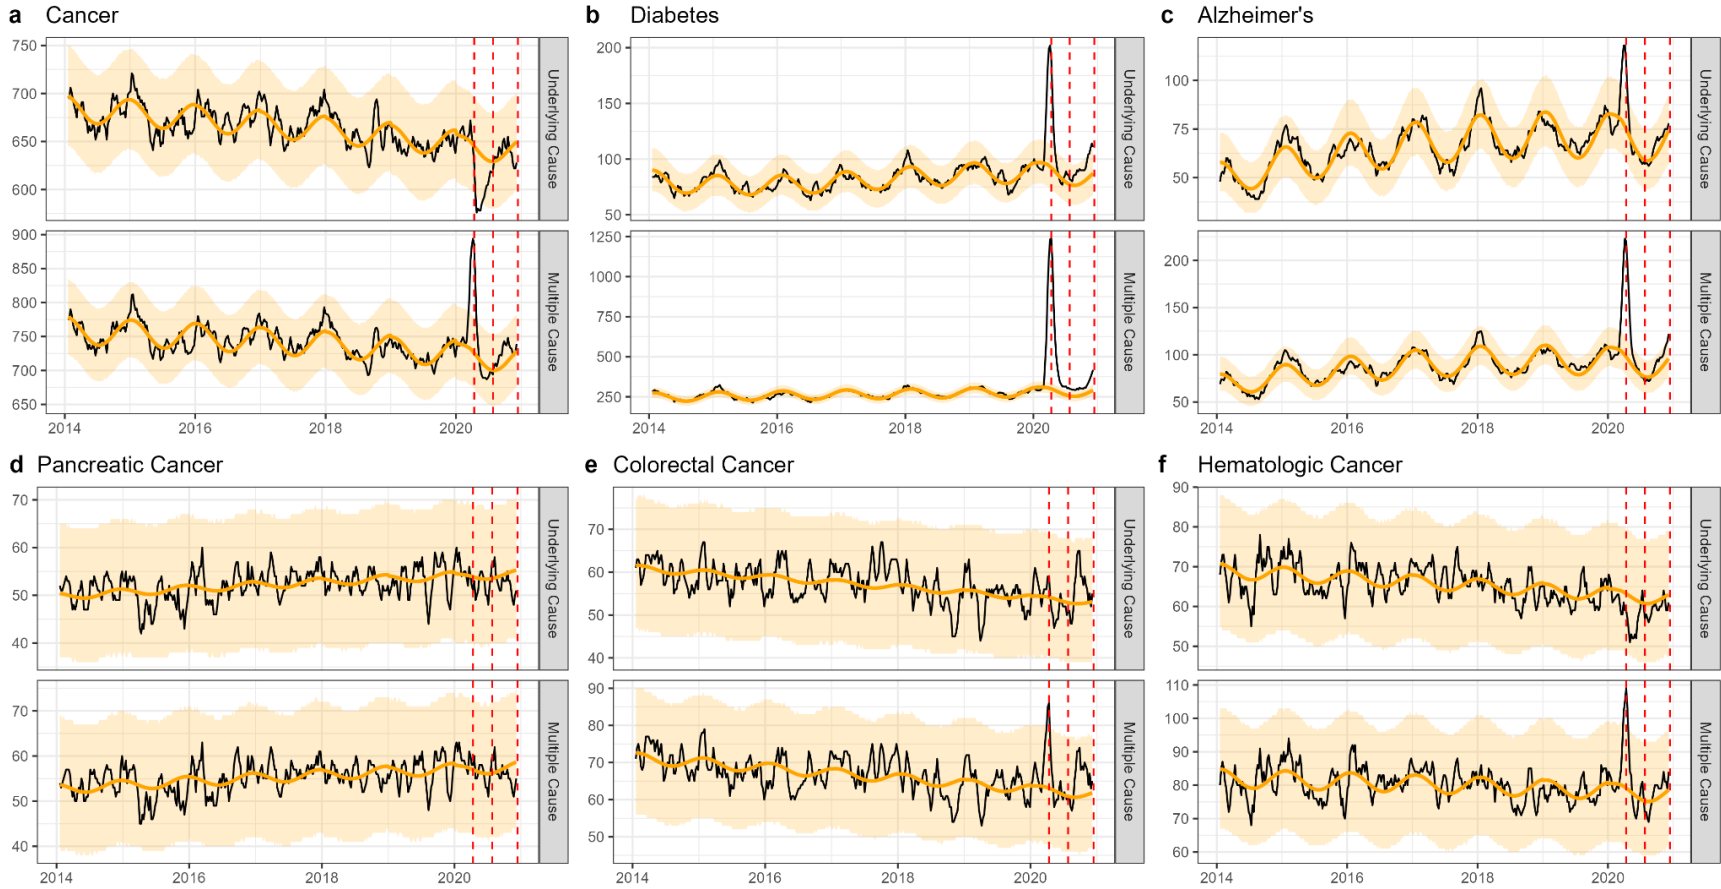 a Cancer
750
700
650
600
Underlying Cause
900
850
800
750
700
650
Multiple Cause
2014 2016 2018 2020
b Diabetes
200
150
100
50
Underlying Cause
1250
1000
750
500
250
Multiple Cause
2014 2016 2018 2020
c Alzheimer's
100
75
50
Underlying Cause
200
150
100
50
Multiple Cause
2014 2016 2018 2020
d Pancreatic Cancer
70
60
50
40
Underlying Cause
70
60
50
40
Multiple Cause
2014 2016 2018 2020
e Colorectal Cancer
70
60
50
40
Underlying Cause
90
80
70
60
50
Multiple Cause
2014 2016 2018 2020
f Hematologic Cancer
90
80
70
60
50
Underlying Cause
110
100
90
80
70
60
Multiple Cause
2014 2016 2018 2020